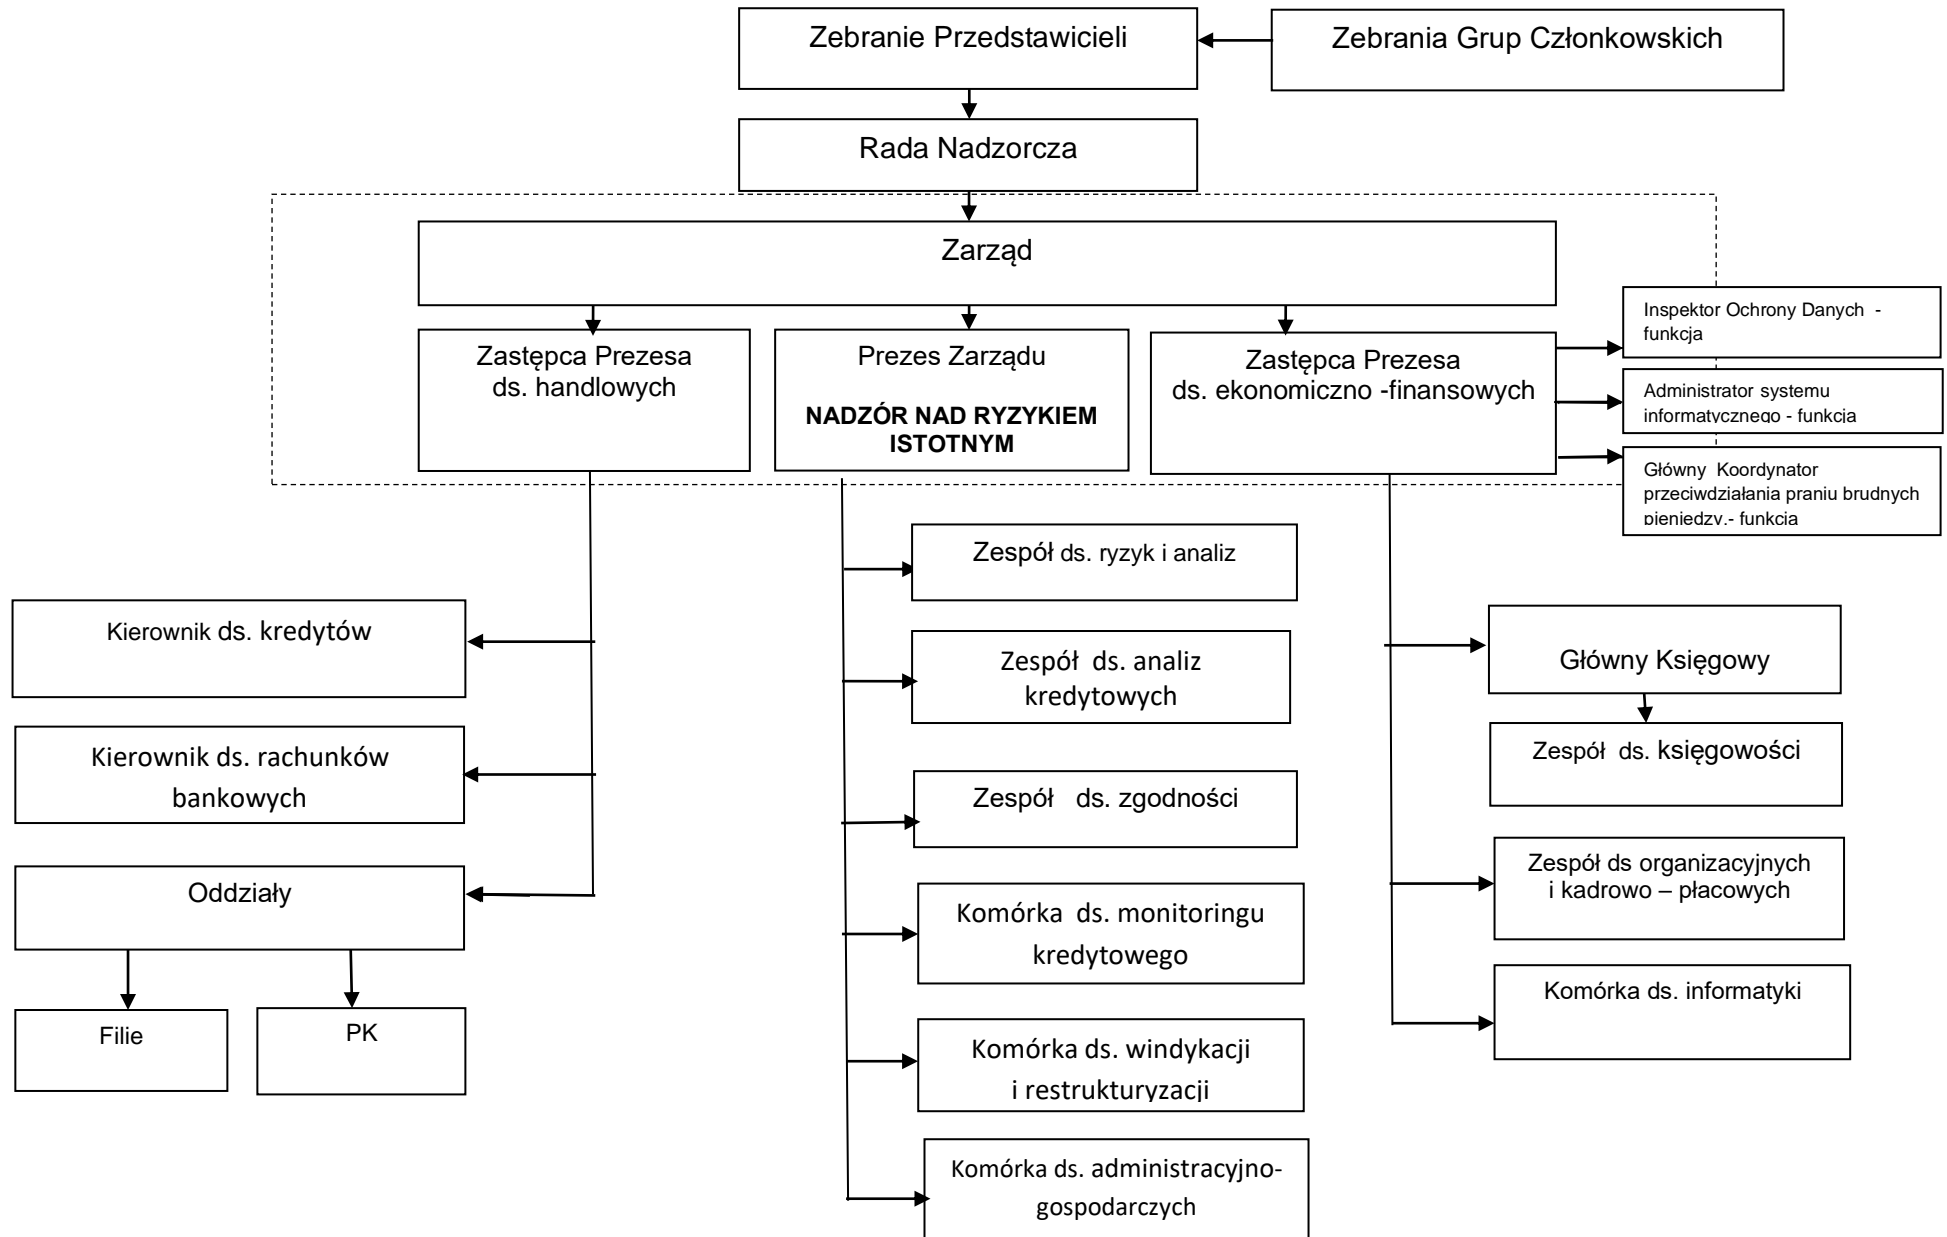 Zebranie Przedstawicieli
Zebrania Grup Członkowskich
Rada Nadzorcza
Zarząd
Zastępca Prezesa
ds. handlowych
Prezes Zarządu
NADZÓR NAD RYZYKIEM
ISTOTNYM
Zastępca Prezesa
ds. ekonomiczno -finansowych
Inspektor Ochrony Danych -
funkcja
Administrator systemu
informatycznego - funkcja
Główny Koordynator
przeciwdziałania praniu brudnych
pieniędzy.- funkcja
Kierownik ds. kredytów
Kierownik ds. rachunków
bankowych
Oddziały
Filie
PK
Zespół ds. ryzyk i analiz
Zespół ds. analiz
kredytowych
Zespół ds. zgodności
Komórka ds. monitoringu
kredytowego
Komórka ds. windykacji
i restrukturyzacji
Komórka ds. administracyjno-
gospodarczych
Główny Księgowy
Zespół ds. księgowości
Zespół ds organizacyjnych
i kadrowo – płacowych
Komórka ds. informatyki